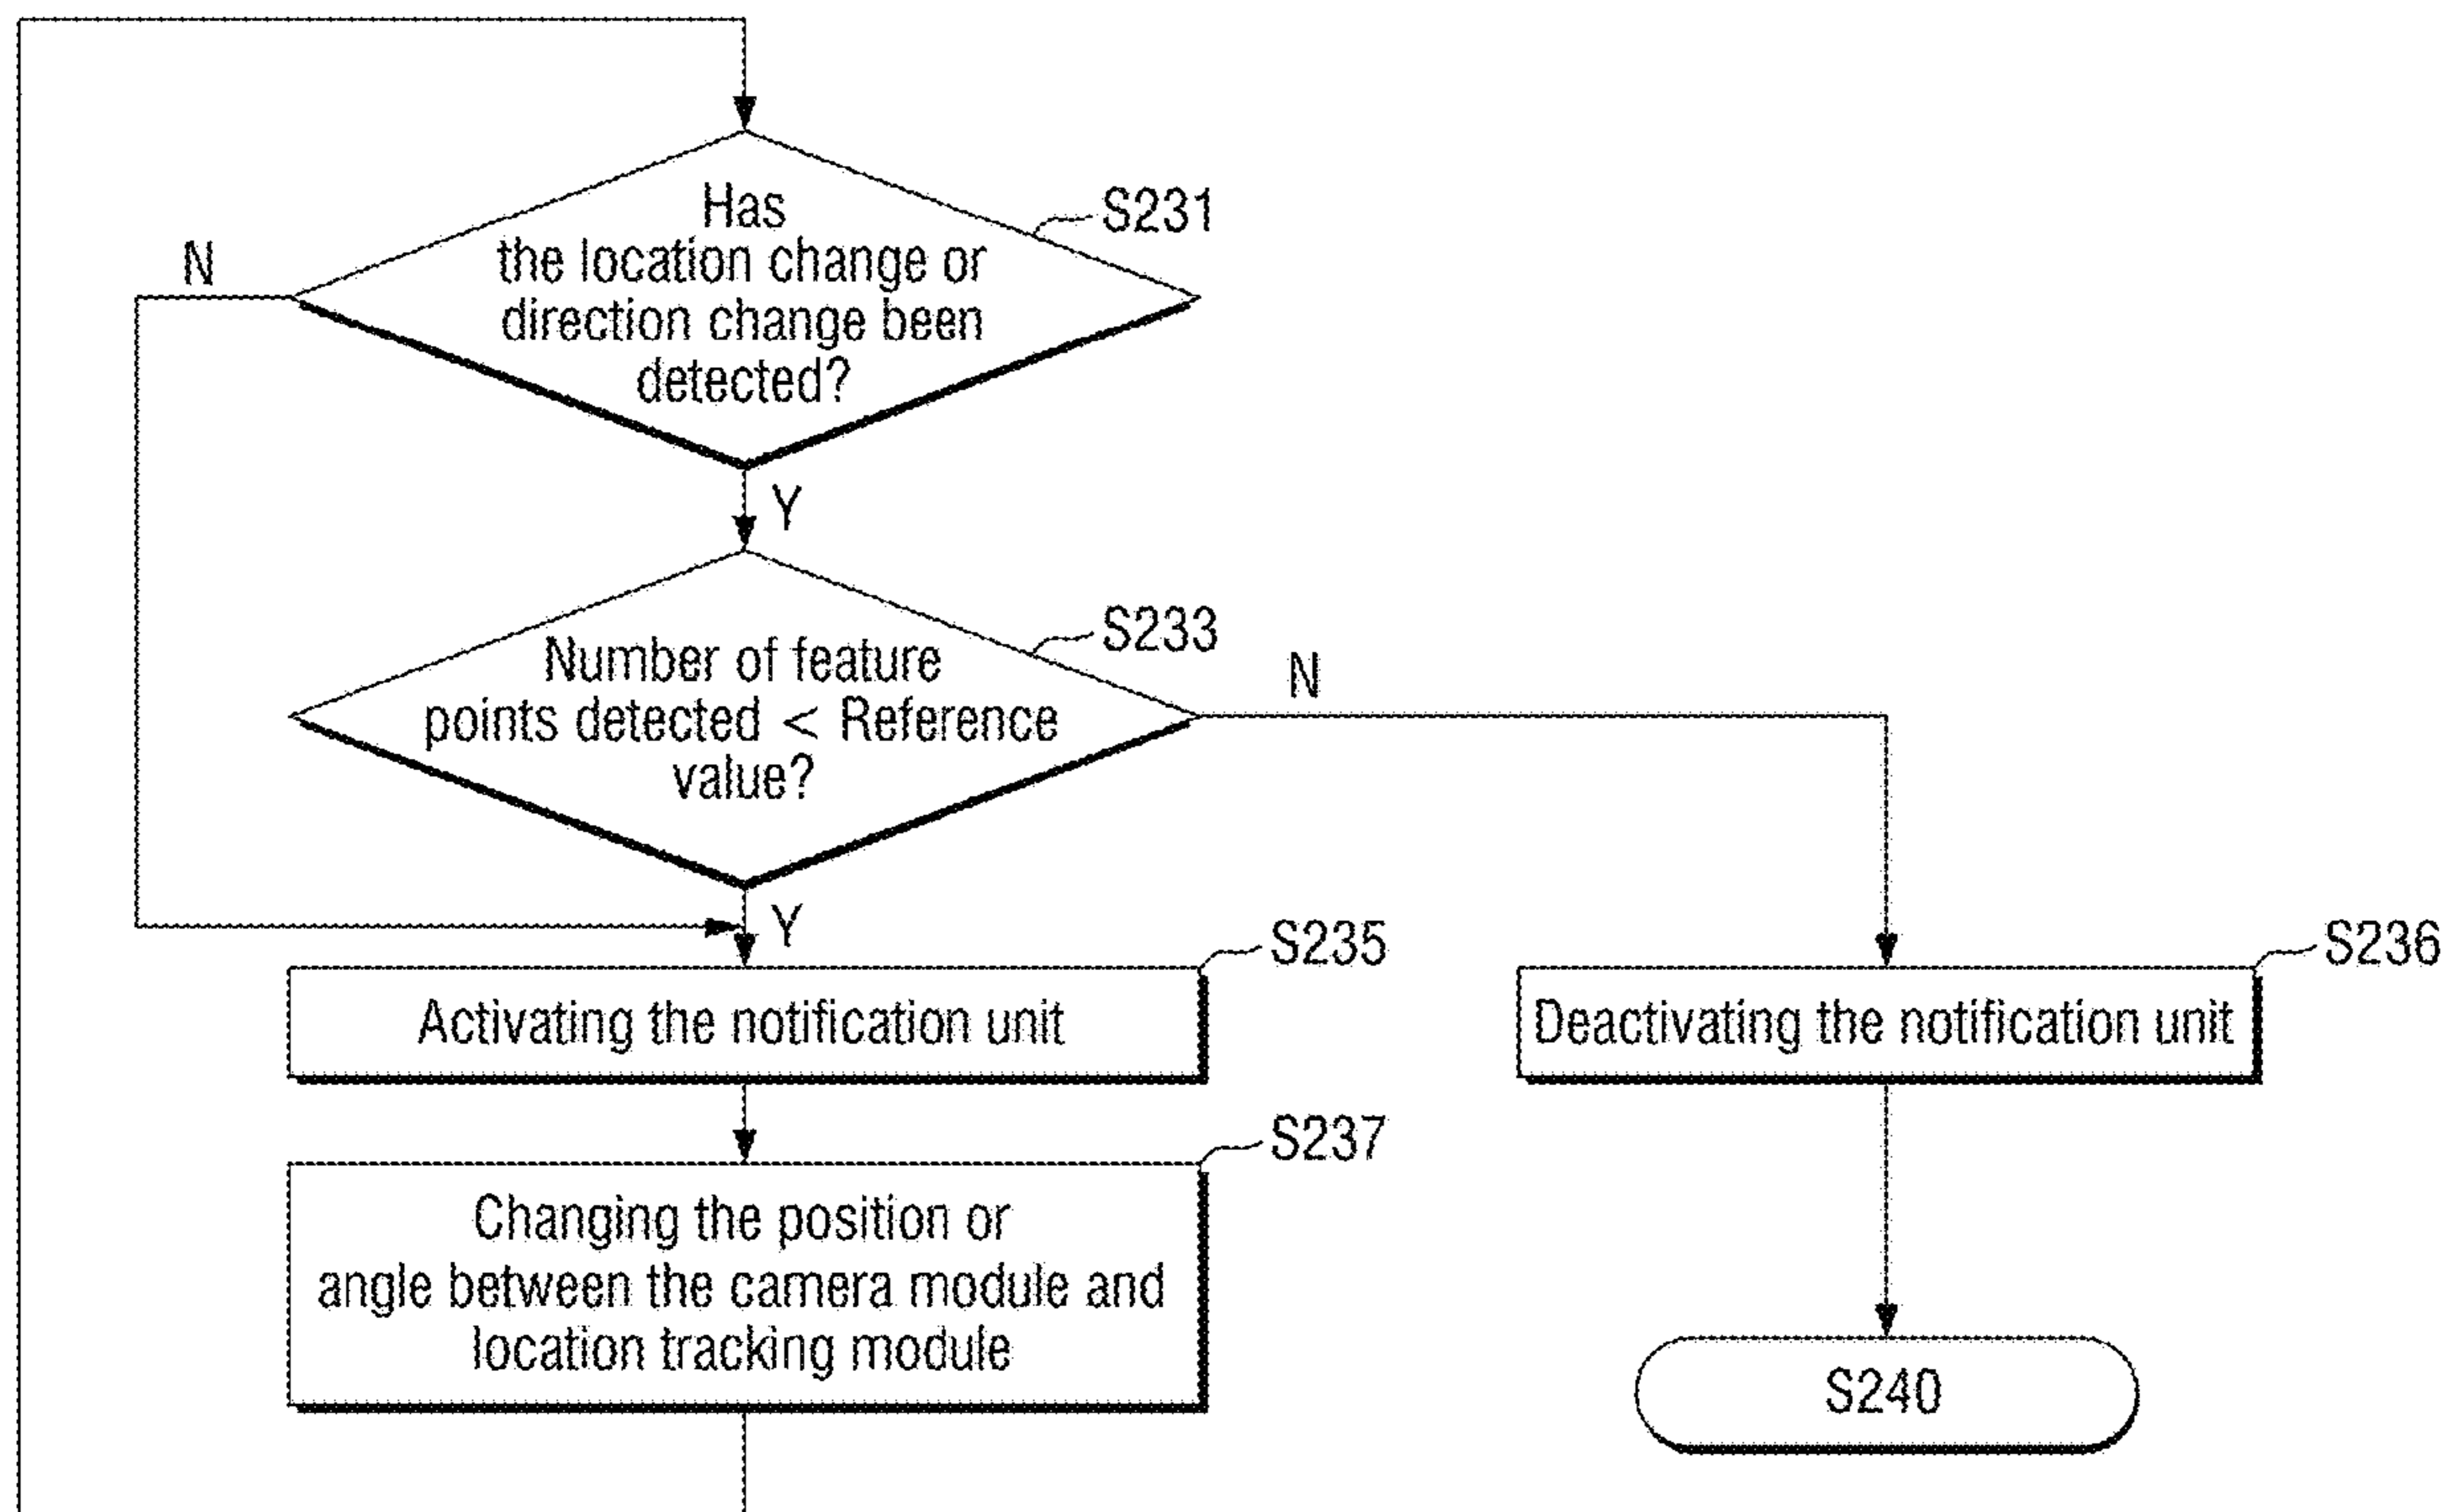 Has
the location change or
direction change been
detected?
S231
N
Y
Number of feature
points detected < Reference
value?
S233
N
Y
Activating the notification unit
S235
Deactivating the notification unit
S236
Changing the position or
angle between the camera module and
location tracking module
S237
S240